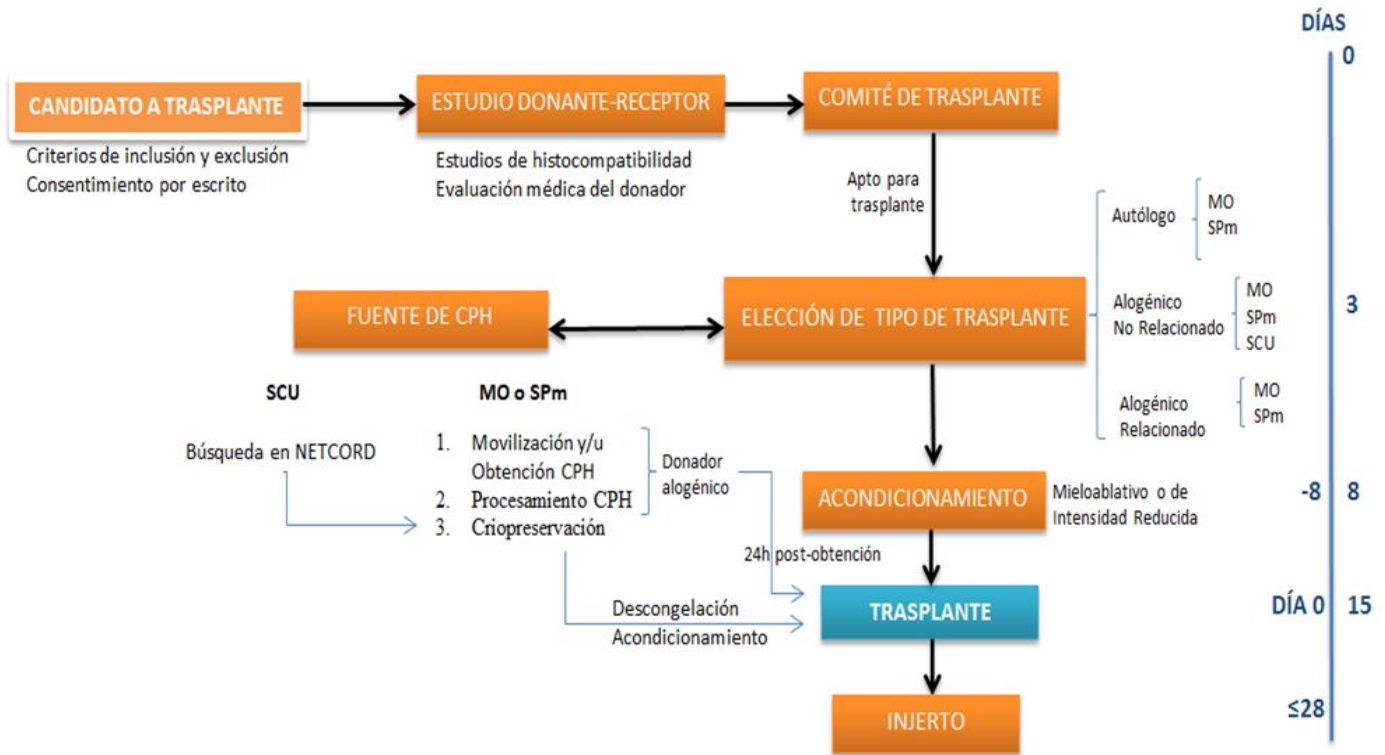 DÍAS
0
CANDIDATO A TRASPLANTE
ESTUDIO DONANTE-RECEPTOR
COMITÉ DE TRASPLANTE
Criterios de inclusión y exclusión
Consentimiento por escrito
Estudios de histocompatibilidad
Evaluación médica del donador
Apto para
trasplante
Autólogo
MO
SPm
FUENTE DE CPH
ELECCIÓN DE TIPO DE TRASPLANTE
Alogénico
No Relacionado
MO
SPm
SCU
3
Alogénico
Relacionado
MO
SPm
SCU
MO o SPm
Búsqueda en NETCORD
1. Movilización y/u
Obtención CPH
2. Procesamiento CPH
3. Criopreservación
Donador
alogénico
ACONDICIONAMIENTO
Mieloablativo o de
Intensidad Reducida
-8 8
24h post-obtención
Descongelación
Acondicionamiento
TRASPLANTE
DÍA 0 15
INJERTO
≤28